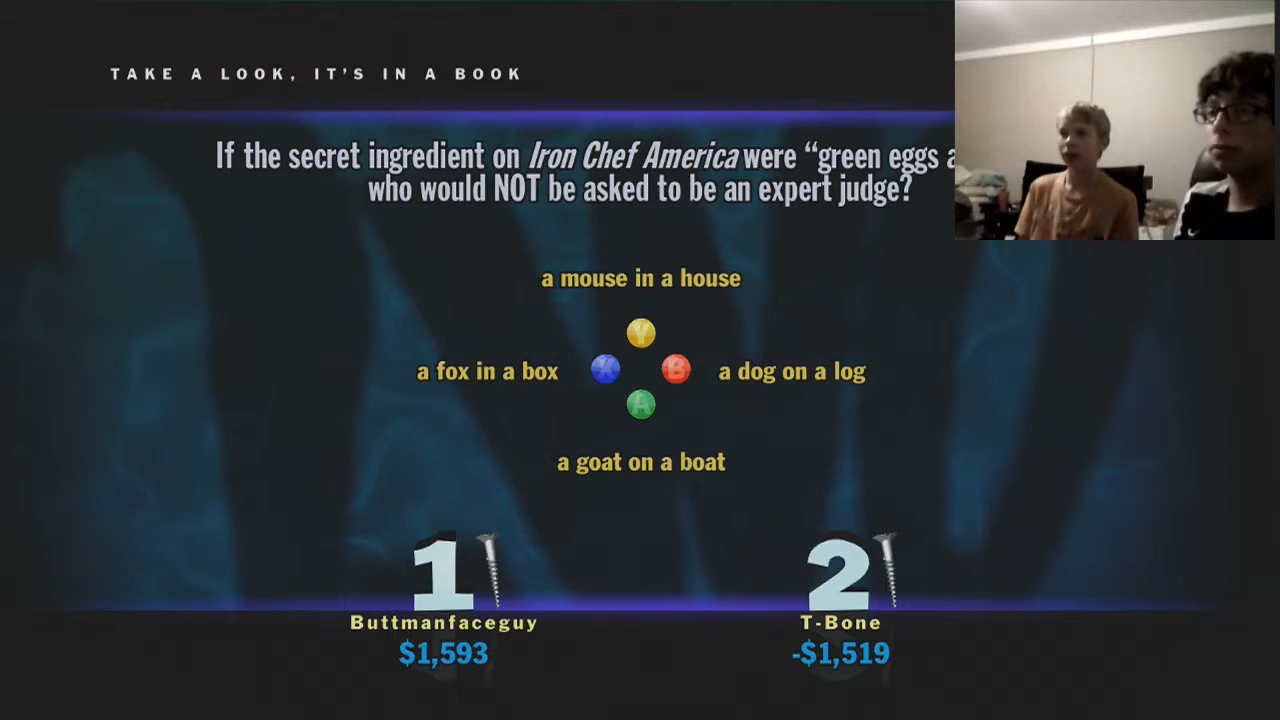 TAKE A LOOK, IT'S IN A BOOK
If the secret ingredient on Iron Chef America were “green eggs a
who would NOT be asked to be an expert judge?
a mouse in a house
Y
a fox in a box X B a dog on a log
A
a goat on a boat
1 2
Buttmanfaceguy T-Bone
$1,593 -$1,519